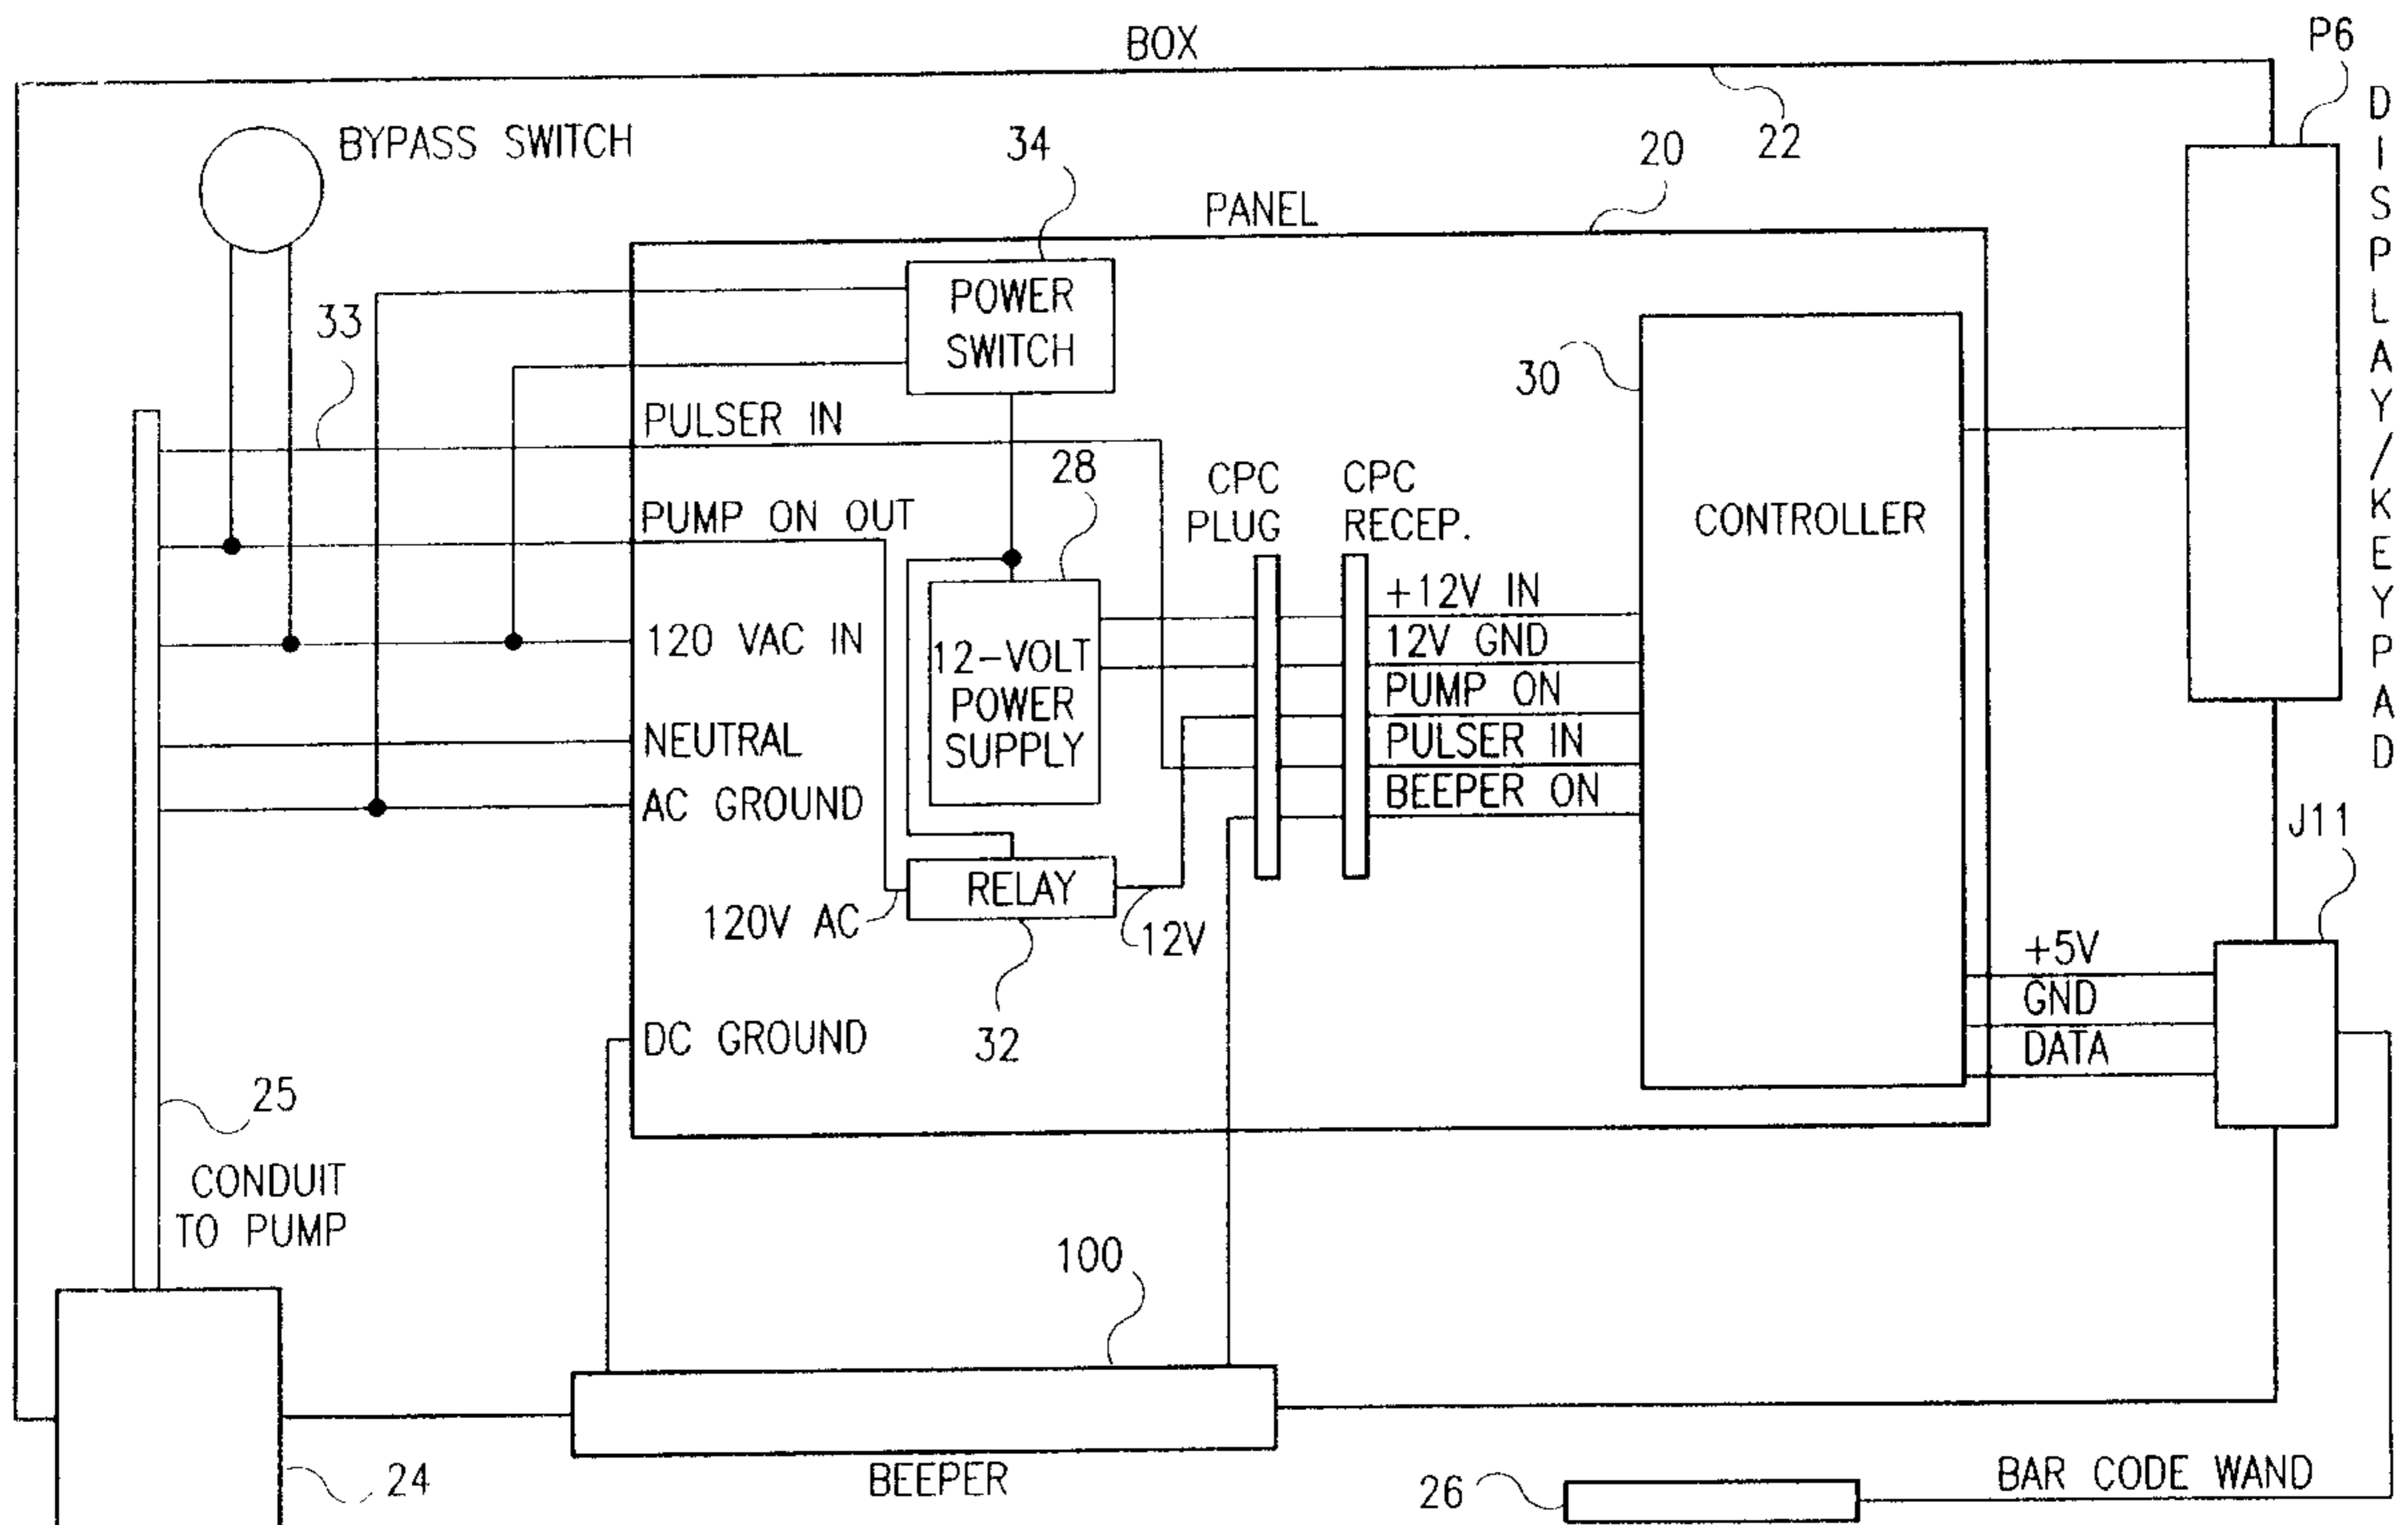 BOX
P6
DISPLAY/KEYPAD
BYPASS SWITCH
34
20
22
PANEL
33
POWER
SWITCH
30
PULSER IN
28
CPC
PLUG
CPC
RECEP.
CONTROLLER
PUMP ON OUT
+12V IN
120 VAC IN
12-VOLT
POWER
SUPPLY
12V GND
PUMP ON
NEUTRAL
PULSER IN
AC GROUND
BEEPER ON
J11
RELAY
120V AC
12V
+5V
GND
DATA
32
DC GROUND
25
CONDUIT
TO PUMP
100
24
BEEPER
26
BAR CODE WAND